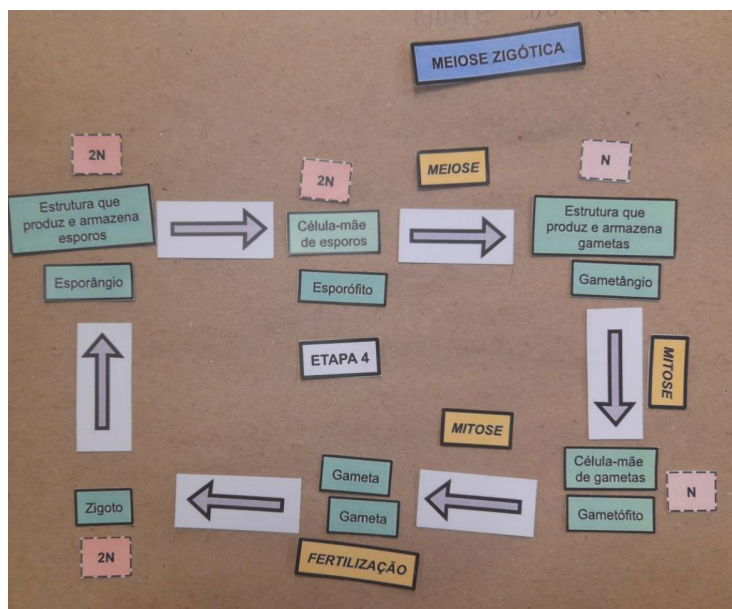 MEIOSE ZIGÓTICA
2N
2N
MEIOSE
N
Estrutura que
produz e armazena
esporos
Célula-mãe
de esporos
Estrutura que
produz e armazena
gametas
Esporângio
Esporófito
Gametângio
ETAPA 4
MITOSE
MITOSE
Gameta
Gameta
Célula-mãe
de gametas
Gametófito
N
Zigoto
2N
FERTILIZAÇÃO